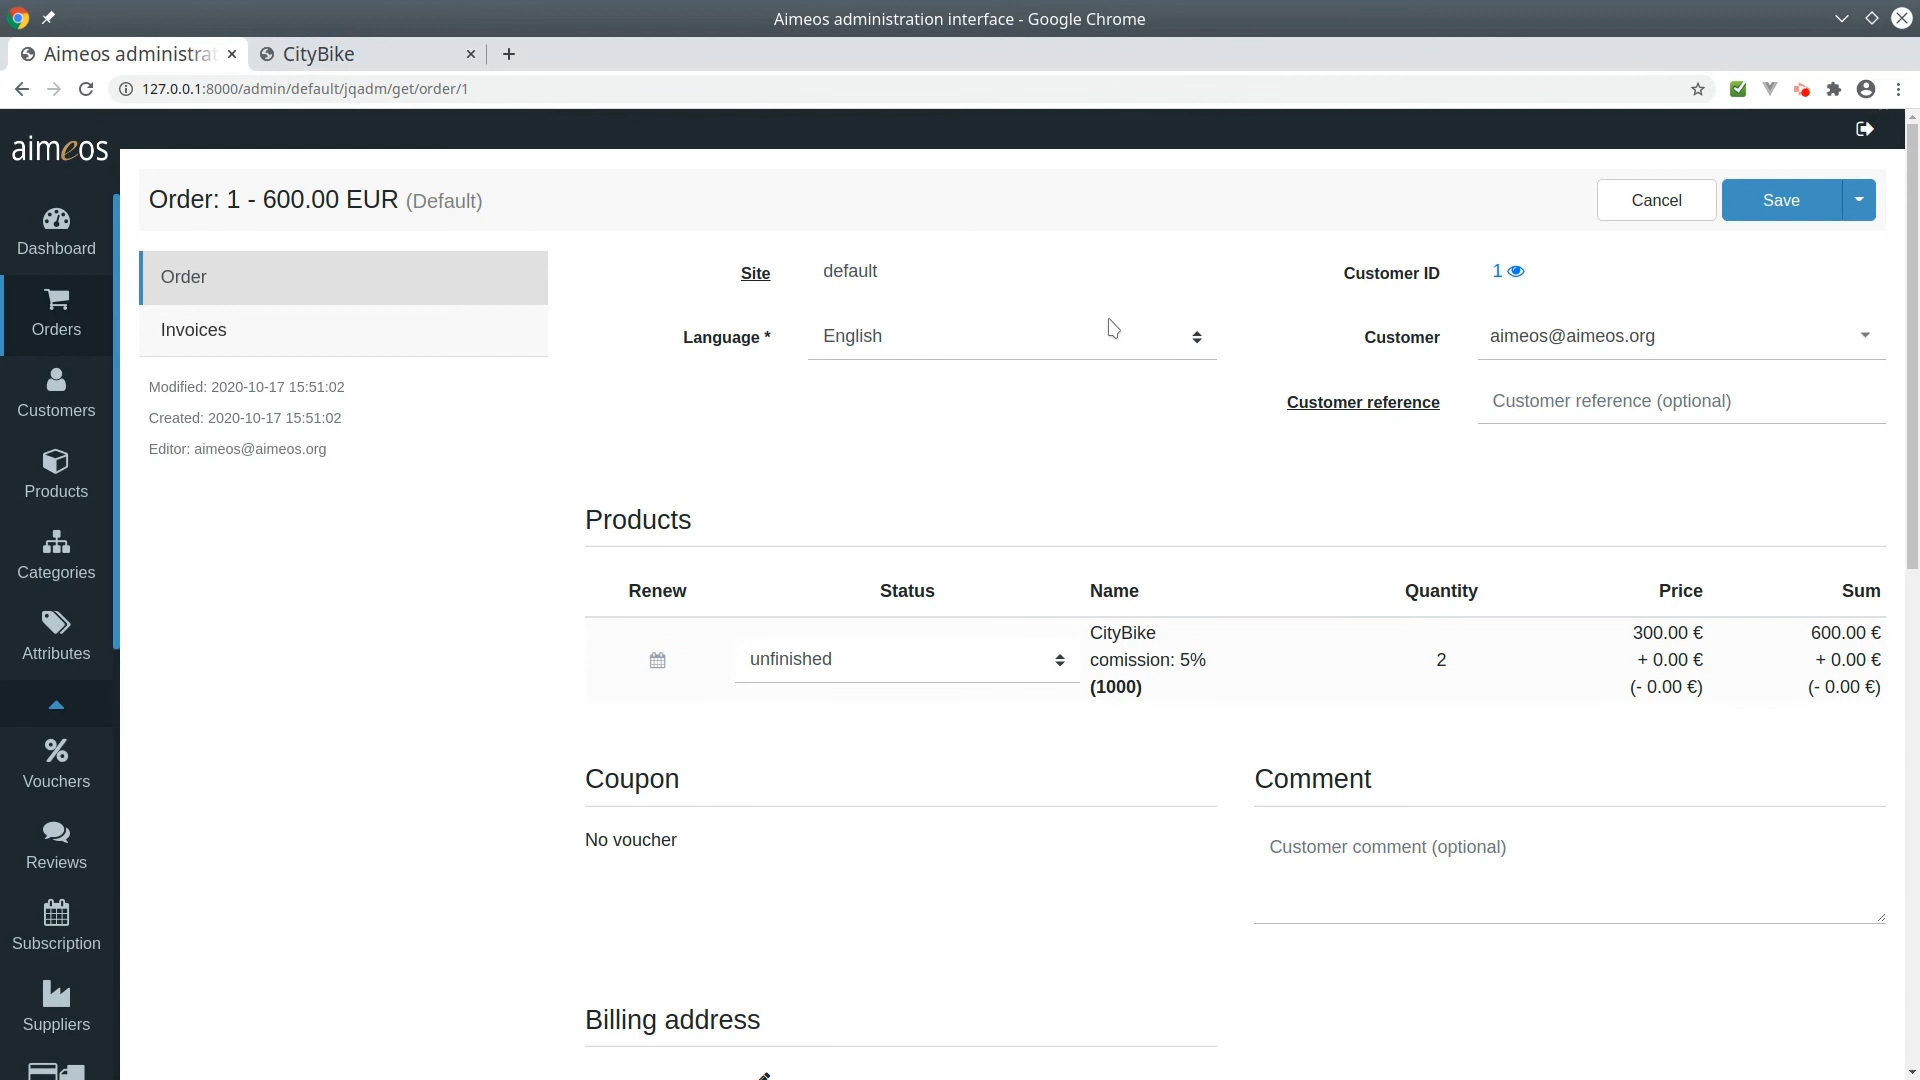 Aimeos administration interface - Google Chrome
Aimeos administrat
CityBike
127.0.0.1:8000/admin/default/jqadm/get/order/1
aimeos
Dashboard
Orders
Customers
Products
Categories
Attributes
Vouchers
Reviews
Subscription
Suppliers
Order: 1 - 600.00 EUR (Default)
Cancel
Save
Order
Invoices
Modified: 2020-10-17 15:51:02
Created: 2020-10-17 15:51:02
Editor: aimeos@aimeos.org
Site default
Language * English
Customer ID 1
Customer aimeos@aimeos.org
Customer reference Customer reference (optional)
Products
Renew Status Name Quantity Price Sum
unfinished
CityBike
comission: 5%
(1000)
2
300.00 €
+ 0.00 €
(- 0.00 €)
600.00 €
+ 0.00 €
(- 0.00 €)
Coupon
No voucher
Comment
Customer comment (optional)
Billing address